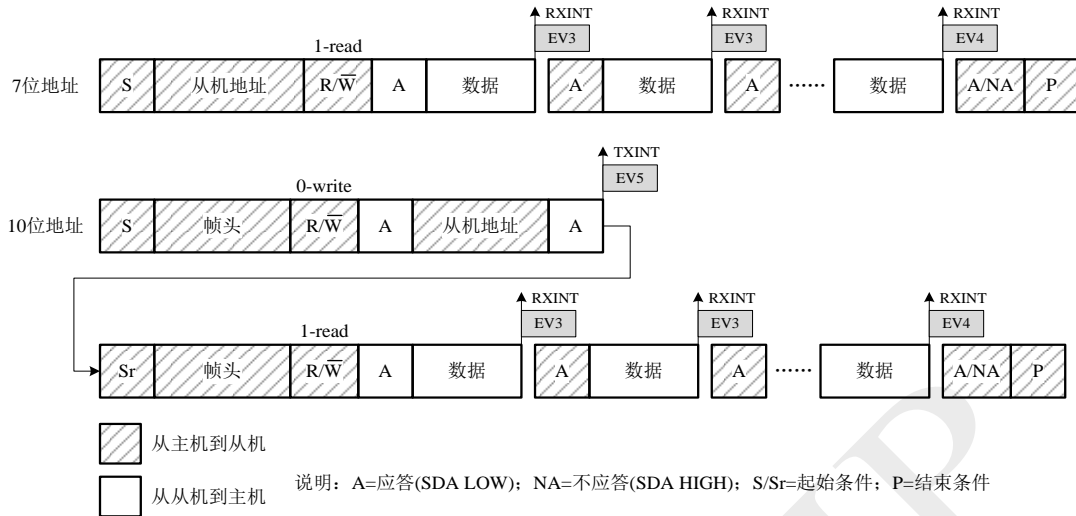 RXINT RXINT RXINT
EV3 EV3 EV4
1-read
7位地址 S 从机地址 R/W̅ A 数据 A 数据 A …… 数据 A/NA P
TXINT
EV5
0-write
10位地址 S 帧头 R/W̅ A 从机地址 A
RXINT RXINT RXINT
EV3 EV3 EV4
1-read
Sr 帧头 R/W̅ A 数据 A 数据 A …… 数据 A/NA P
从主机到从机
从从机到主机
说明：A=应答(SDA LOW)；NA=不应答(SDA HIGH)；S/Sr=起始条件；P=结束条件